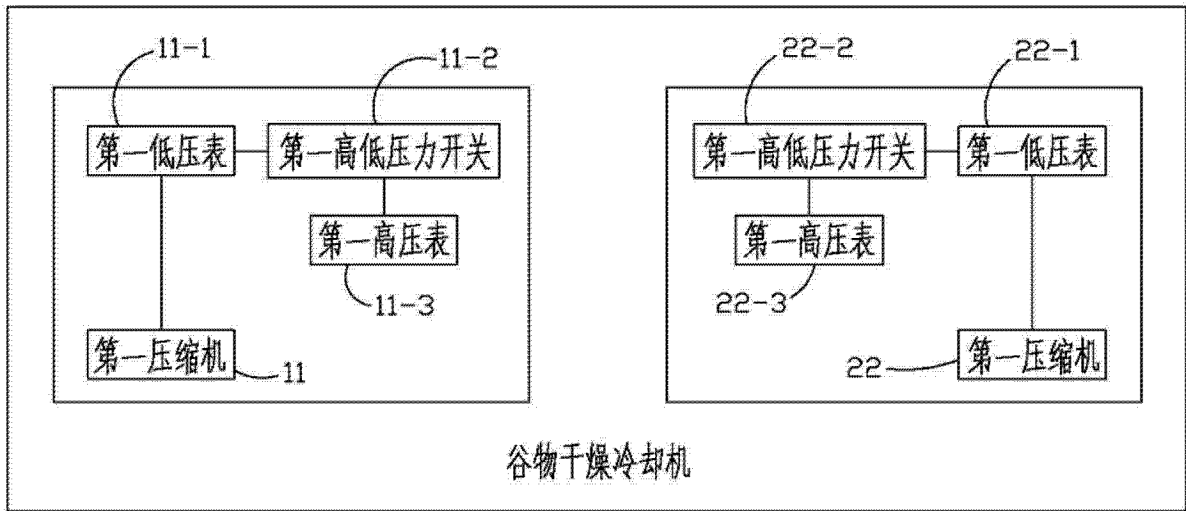 11-1
11-2
22-2
22-1
第一低压表
第一高低压力开关
第一高低压力开关
第一低压表
第一高压表
第一高压表
11-3
22-3
第一压缩机
11
22
第一压缩机
谷物干燥冷却机